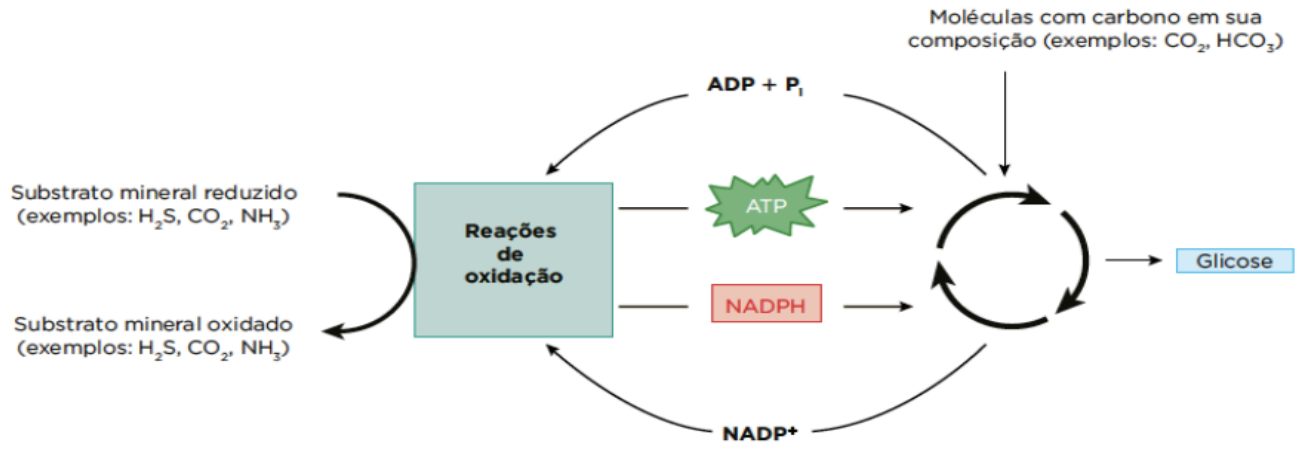 Moléculas com carbono em sua
composição (exemplos: CO₂, HCO₃)
ADP + Pᵢ
Substrato mineral reduzido
(exemplos: H₂S, CO₂, NH₃)
Reações
de
oxidação
ATP
Glicose
NADPH
Substrato mineral oxidado
(exemplos: H₂S, CO₂, NH₃)
NADP⁺